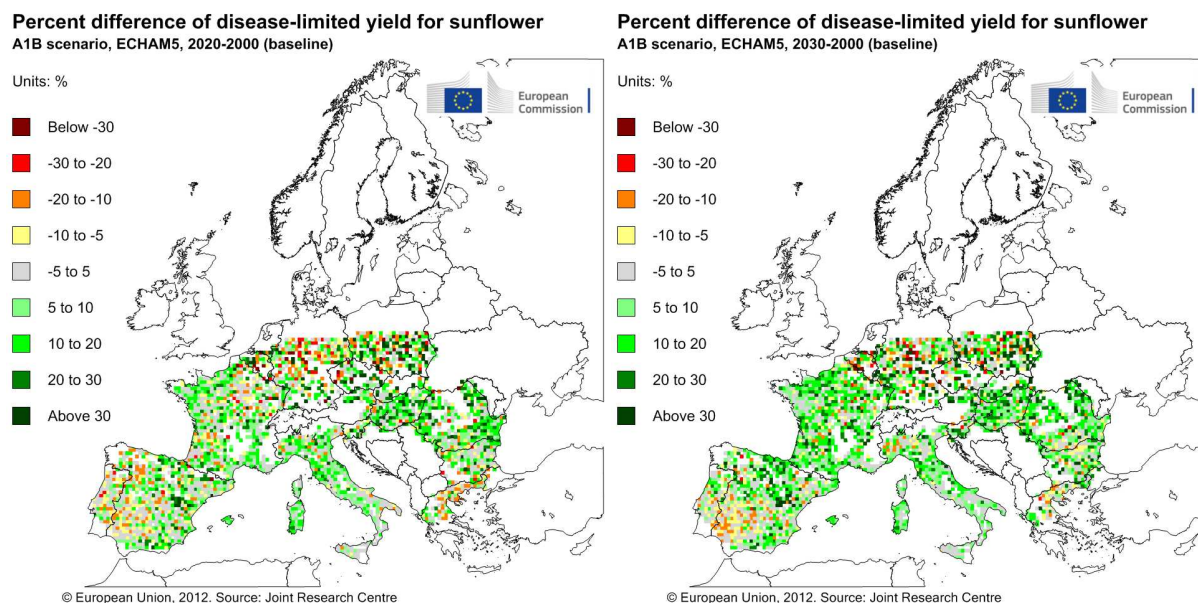 Percent difference of disease-limited yield for sunflower
A1B scenario, ECHAM5, 2020-2000 (baseline)
Units: %
European
Commission
Below -30
-30 to -20
-20 to -10
-10 to -5
-5 to 5
5 to 10
10 to 20
20 to 30
Above 30
© European Union, 2012. Source: Joint Research Centre
Percent difference of disease-limited yield for sunflower
A1B scenario, ECHAM5, 2030-2000 (baseline)
Units: %
European
Commission
Below -30
-30 to -20
-20 to -10
-10 to -5
-5 to 5
5 to 10
10 to 20
20 to 30
Above 30
© European Union, 2012. Source: Joint Research Centre